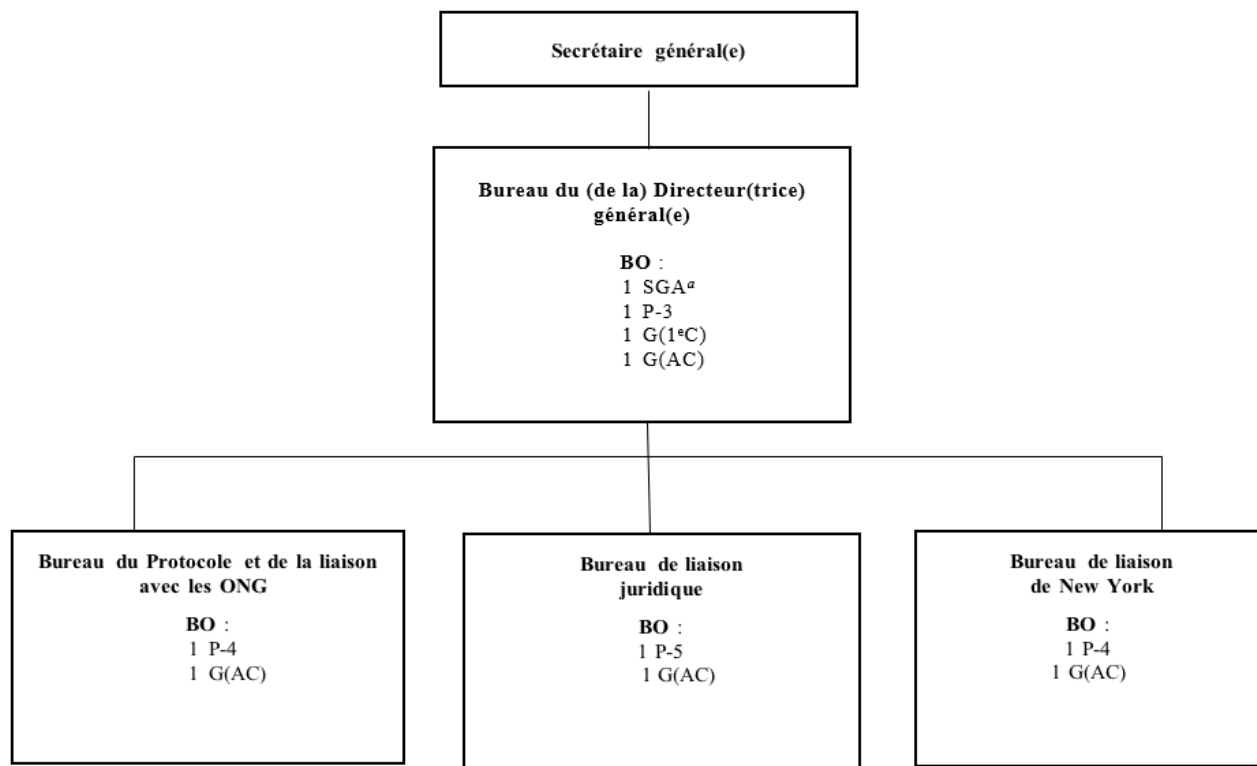 Secrétaire général(e)
Bureau du (de la) Directeur(trice)
général(e)
BO :
1 SGAª
1 P-3
1 G(1ᵉC)
1 G(AC)
Bureau du Protocole et de la liaison
avec les ONG
BO :
1 P-4
1 G(AC)
Bureau de liaison
juridique
BO :
1 P-5
1 G(AC)
Bureau de liaison
de New York
BO :
1 P-4
1 G(AC)